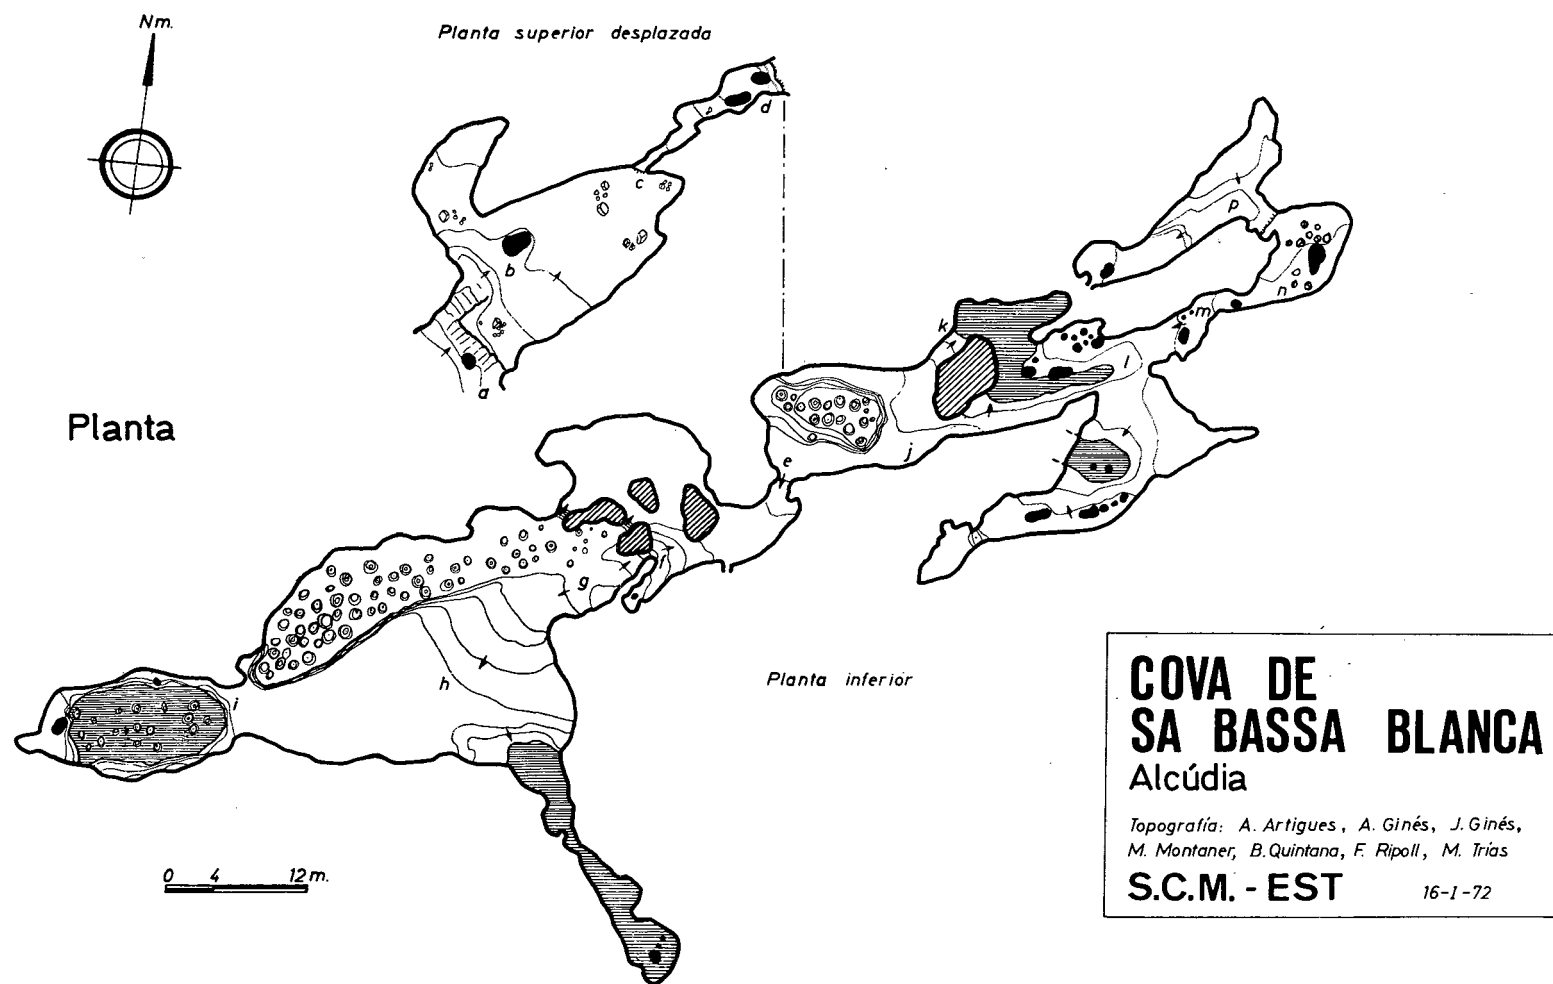 Nm.
Planta superior desplazada
d
c
b
a
p
n
m
k
l
Planta
j
e
f
g
h
i
Planta inferior
0 4 12 m.
COVA DE
SA BASSA BLANCA
Alcúdia
Topografía: A. Artigues, A. Ginés, J. Ginés,
M. Montaner, B. Quintana, F. Ripoll, M. Trías
S.C.M. - EST 16-I-72